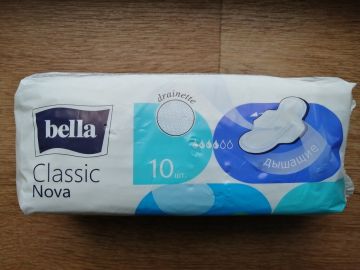 drainette
bella
Classic
Nova
10 шт.
дышащие